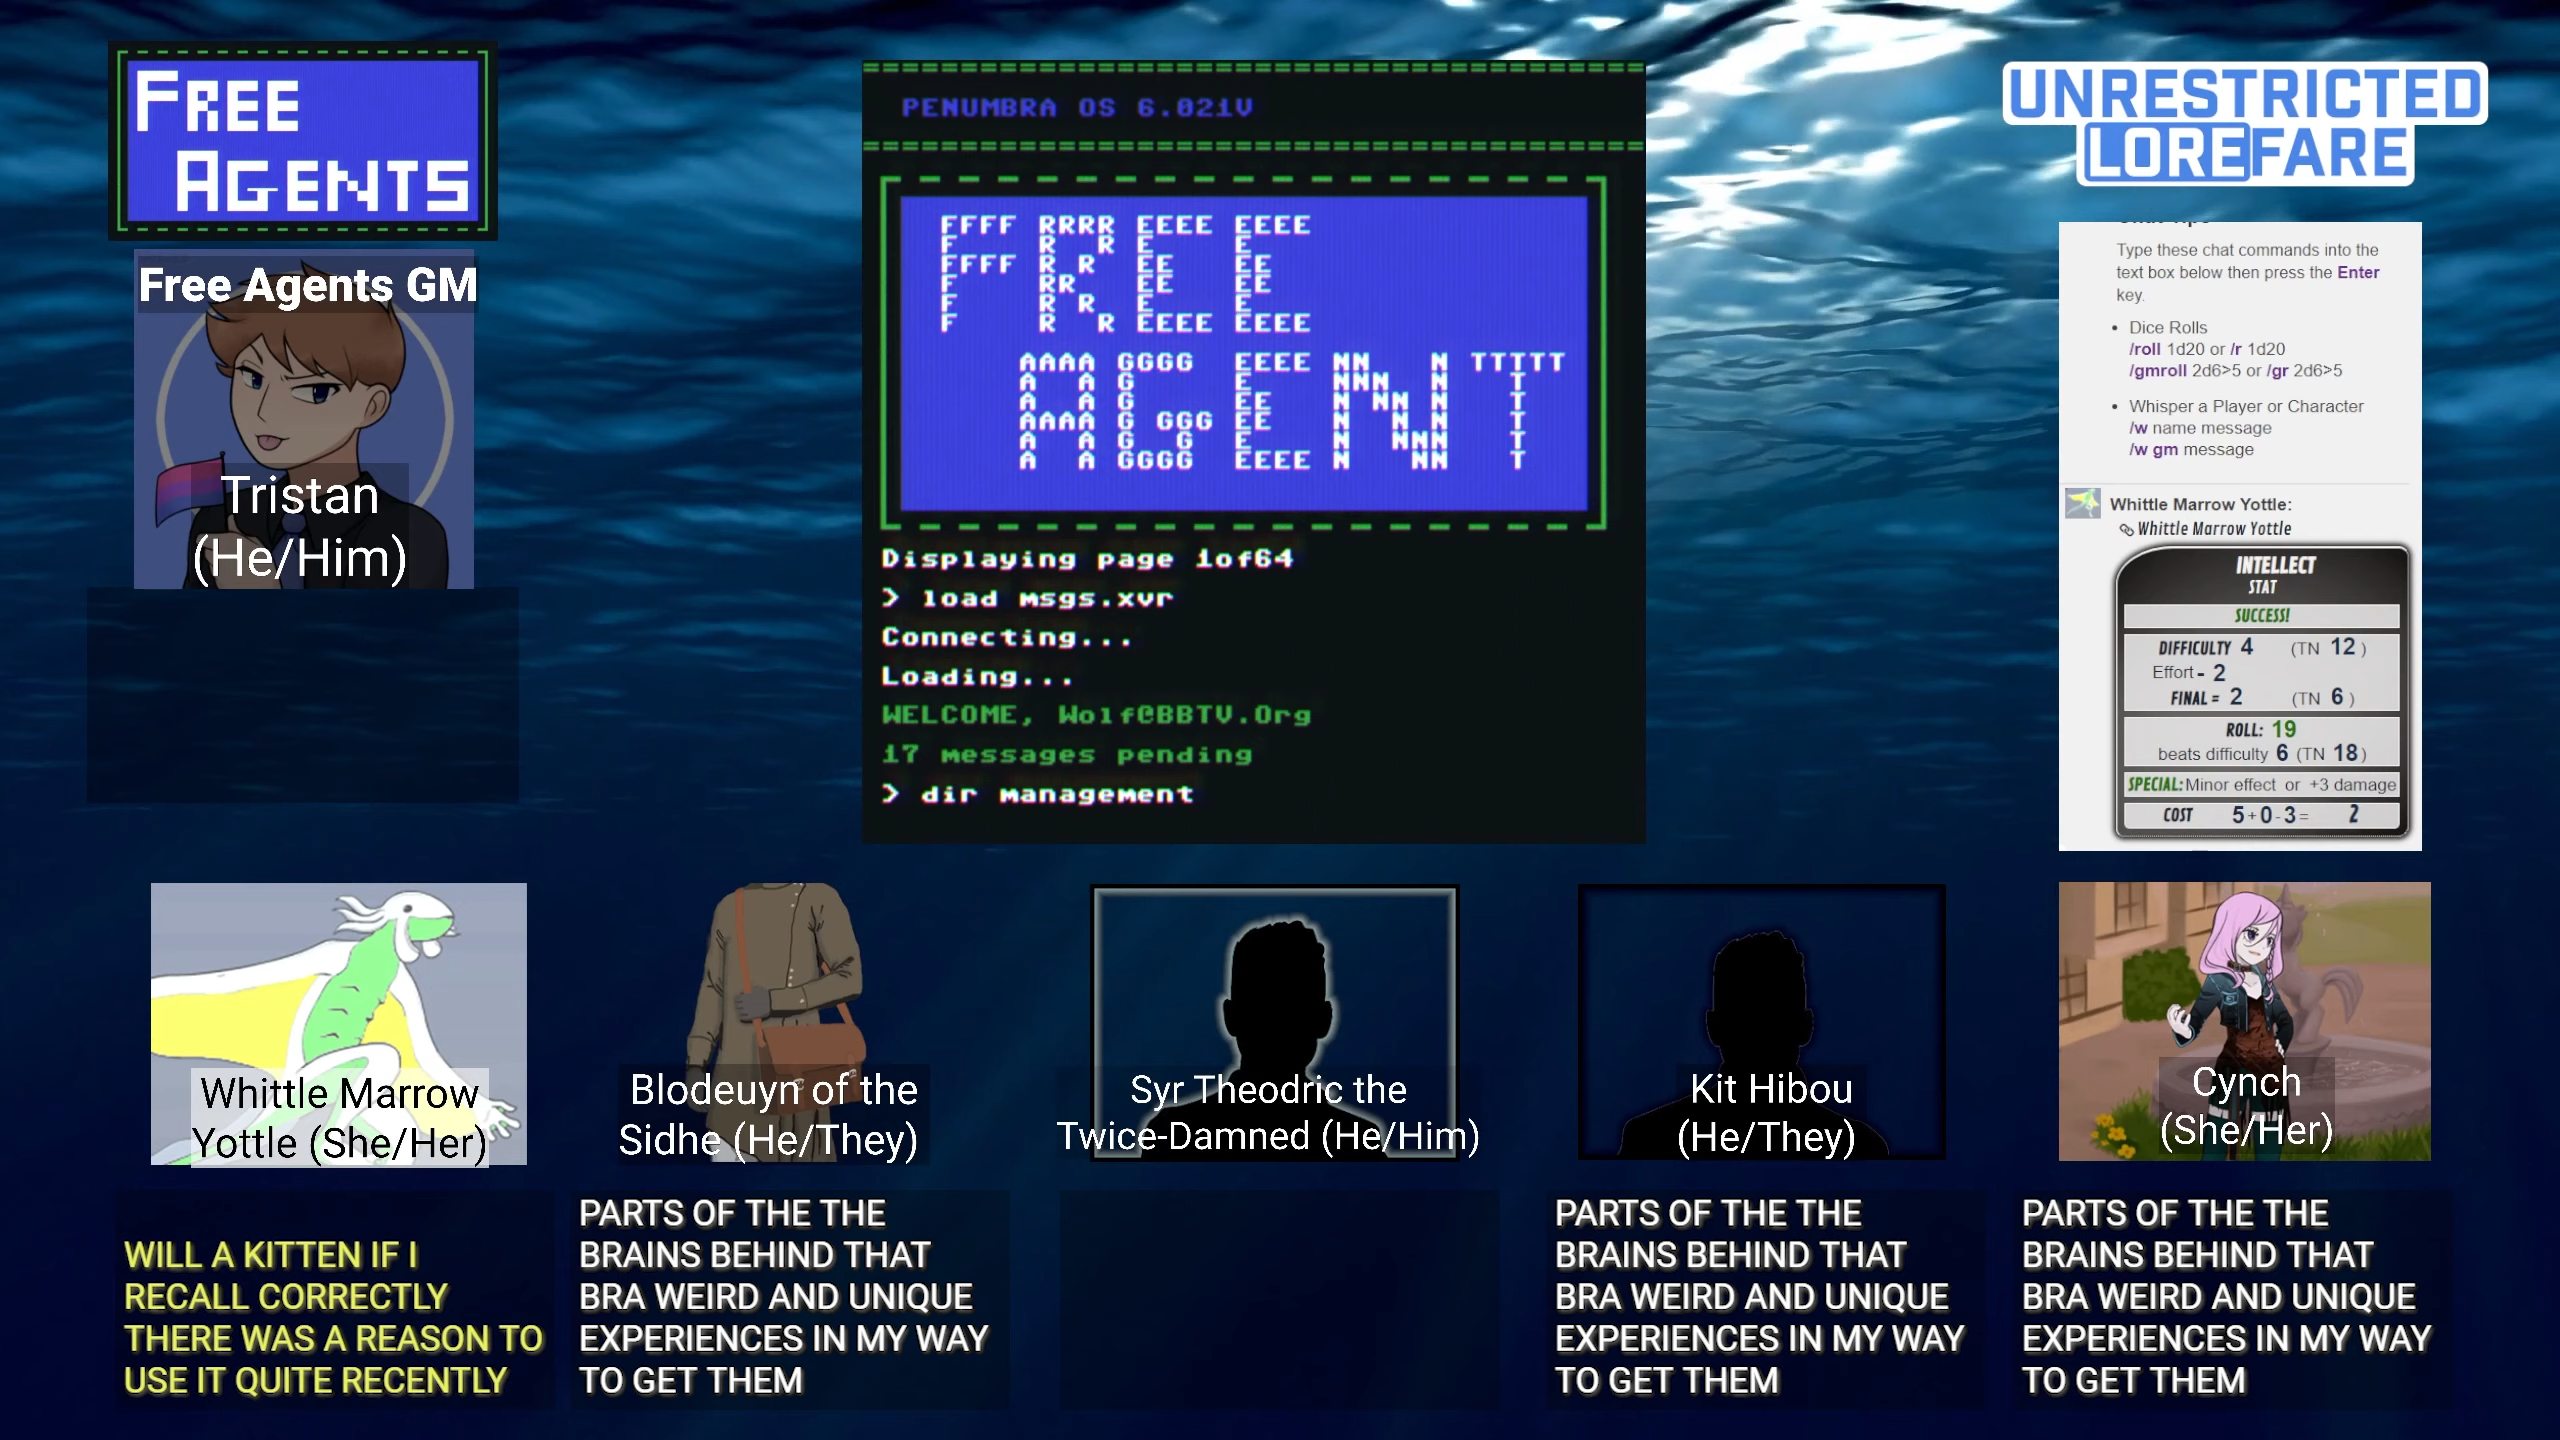 FREE
AGENTS
Free Agents GM
Tristan
(He/Him)
PENUMBRA OS 6.021V
FREE
AGENT
Displaying page 1of64
> load msgs.xvr
Connecting...
Loading...
WELCOME, Wolf@BBTV.Org
17 messages pending
> dir management
UNRESTRICTED
LOREFARE
Type these chat commands into the
text box below then press the Enter
key.
• Dice Rolls
/roll 1d20 or /r 1d20
/gmroll 2d6>5 or /gr 2d6>5
• Whisper a Player or Character
/w name message
/w gm message
Whittle Marrow Yottle:
Whittle Marrow Yottle
INTELLECT
STAT
SUCCESS!
DIFFICULTY 4 (TN 12 )
Effort - 2
FINAL = 2 (TN 6 )
ROLL: 19
beats difficulty 6 (TN 18 )
SPECIAL: Minor effect or +3 damage
COST 5+0-3= 2
Whittle Marrow
Yottle (She/Her)
Blodeuyn of the
Sidhe (He/They)
Syr Theodric the
Twice-Damned (He/Him)
Kit Hibou
(He/They)
Cynch
(She/Her)
WILL A KITTEN IF I
RECALL CORRECTLY
THERE WAS A REASON TO
USE IT QUITE RECENTLY
PARTS OF THE THE
BRAINS BEHIND THAT
BRA WEIRD AND UNIQUE
EXPERIENCES IN MY WAY
TO GET THEM
PARTS OF THE THE
BRAINS BEHIND THAT
BRA WEIRD AND UNIQUE
EXPERIENCES IN MY WAY
TO GET THEM
PARTS OF THE THE
BRAINS BEHIND THAT
BRA WEIRD AND UNIQUE
EXPERIENCES IN MY WAY
TO GET THEM